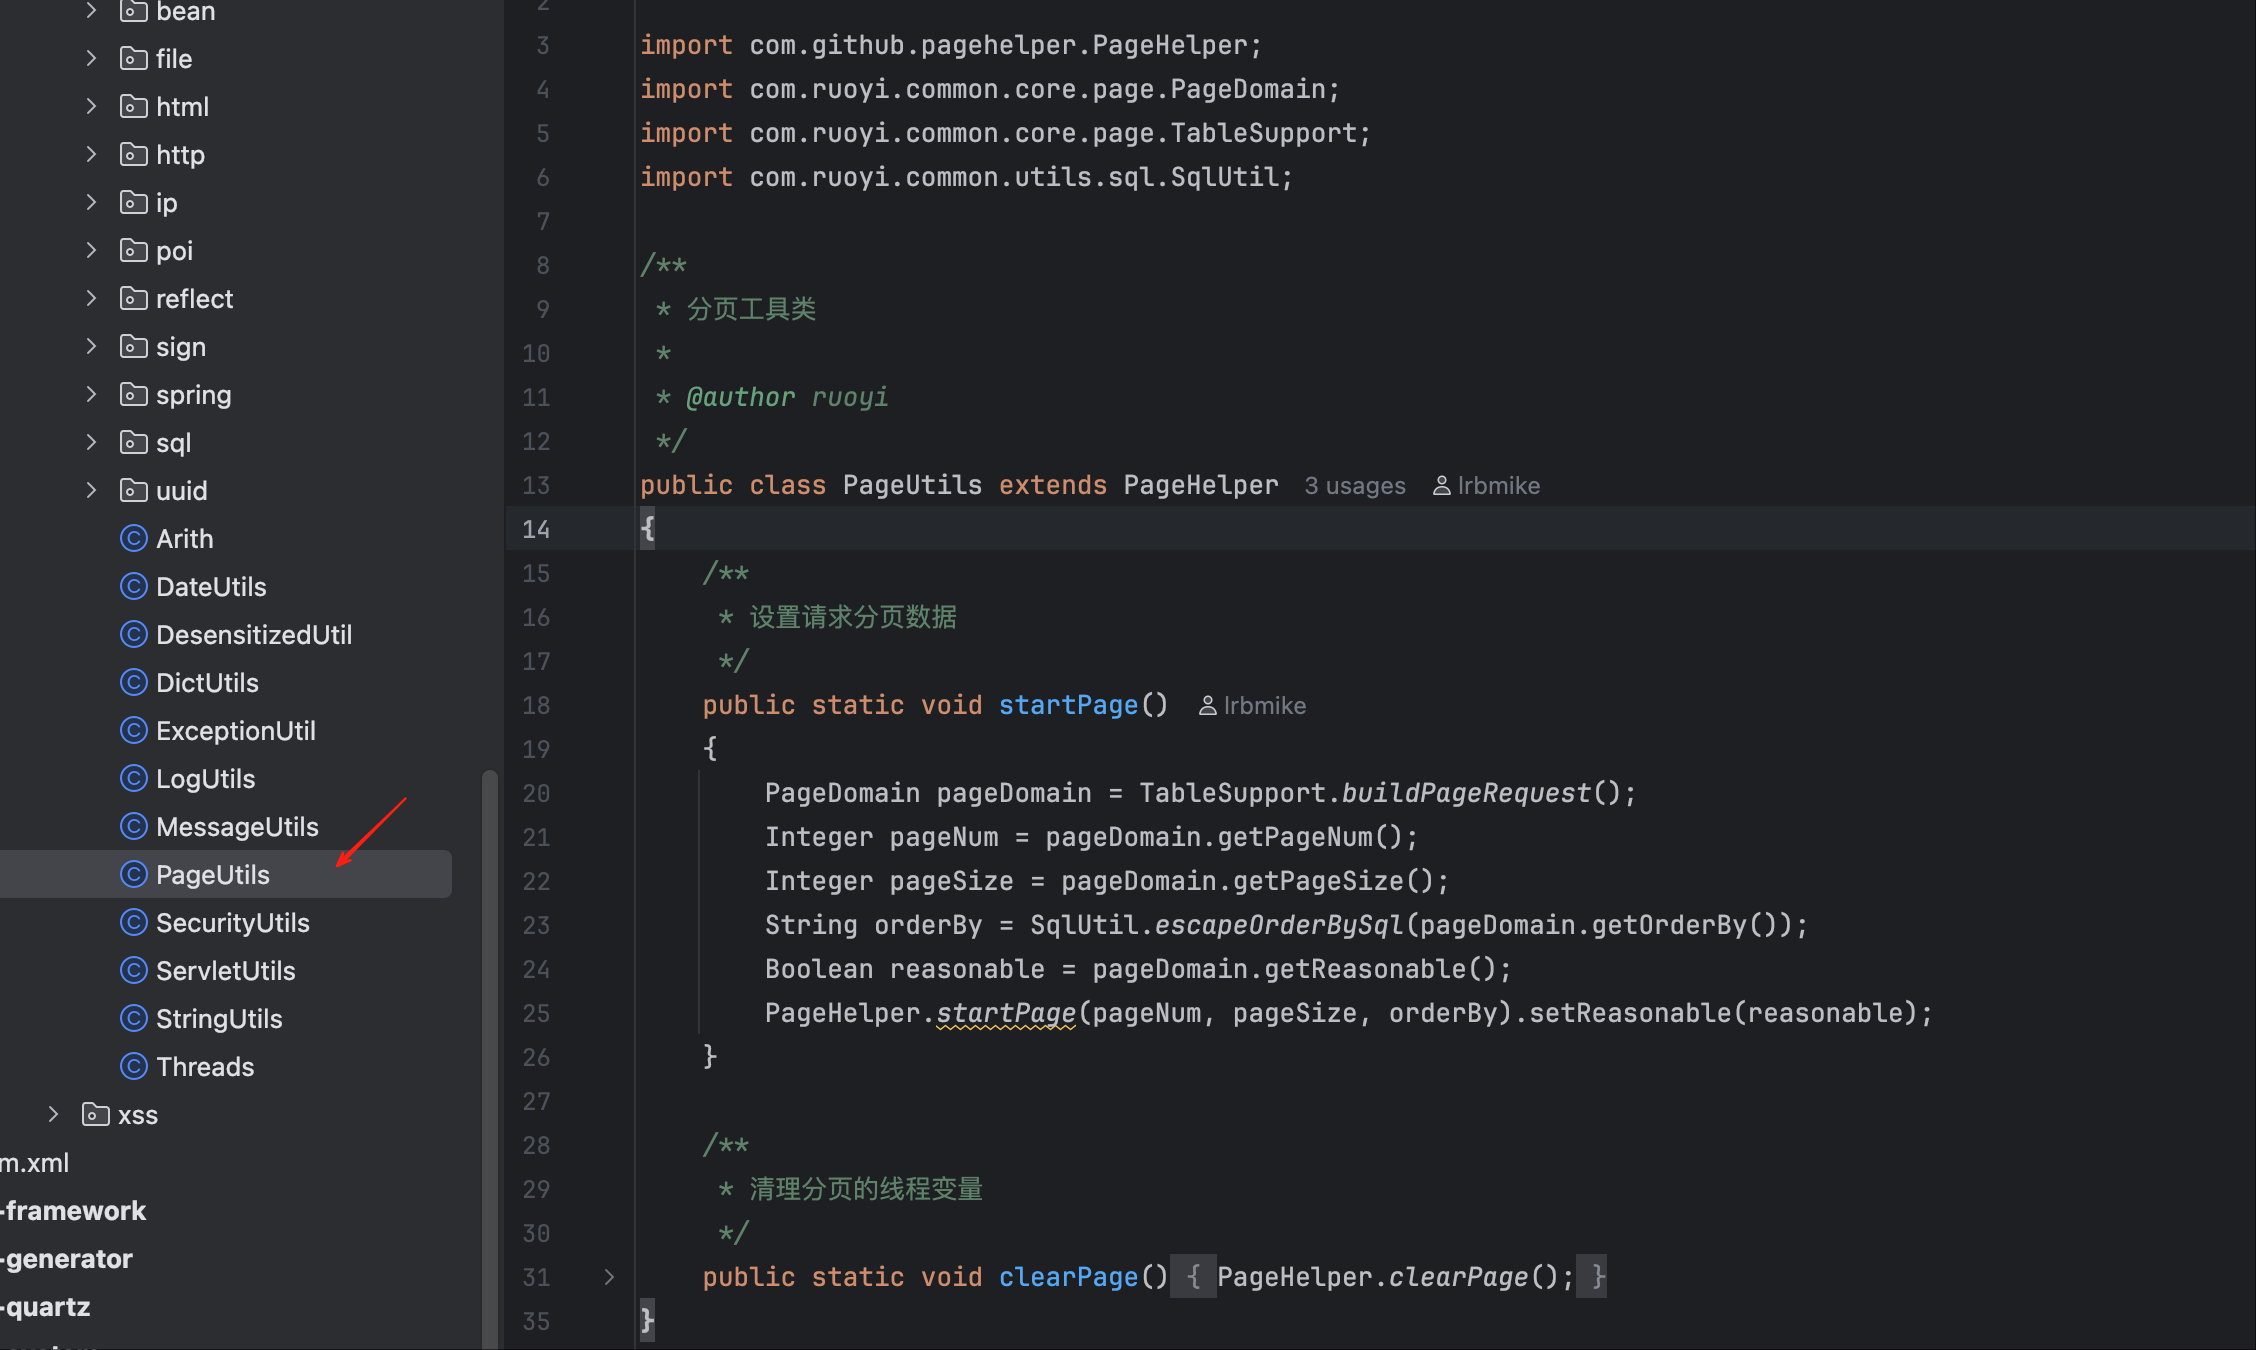 bean
file
html
http
ip
poi
reflect
sign
spring
sql
uuid
Arith
DateUtils
DesensitizedUtil
DictUtils
ExceptionUtil
LogUtils
MessageUtils
PageUtils
SecurityUtils
ServletUtils
StringUtils
Threads
xss
m.xml
-framework
-generator
-quartz
2
3 import com.github.pagehelper.PageHelper;
4 import com.ruoyi.common.core.page.PageDomain;
5 import com.ruoyi.common.core.page.TableSupport;
6 import com.ruoyi.common.utils.sql.SqlUtil;
7
8 /**
9 * 分页工具类
10 *
11 * @author ruoyi
12 */
13 public class PageUtils extends PageHelper 3 usages lrbmike
14 {
15 /**
16 * 设置请求分页数据
17 */
18 public static void startPage() lrbmike
19 {
20 PageDomain pageDomain = TableSupport.buildPageRequest();
21 Integer pageNum = pageDomain.getPageNum();
22 Integer pageSize = pageDomain.getPageSize();
23 String orderBy = SqlUtil.escapeOrderBySql(pageDomain.getOrderBy());
24 Boolean reasonable = pageDomain.getReasonable();
25 PageHelper.startPage(pageNum, pageSize, orderBy).setReasonable(reasonable);
26 }
27
28 /**
29 * 清理分页的线程变量
30 */
31 public static void clearPage() { PageHelper.clearPage(); }
35 }